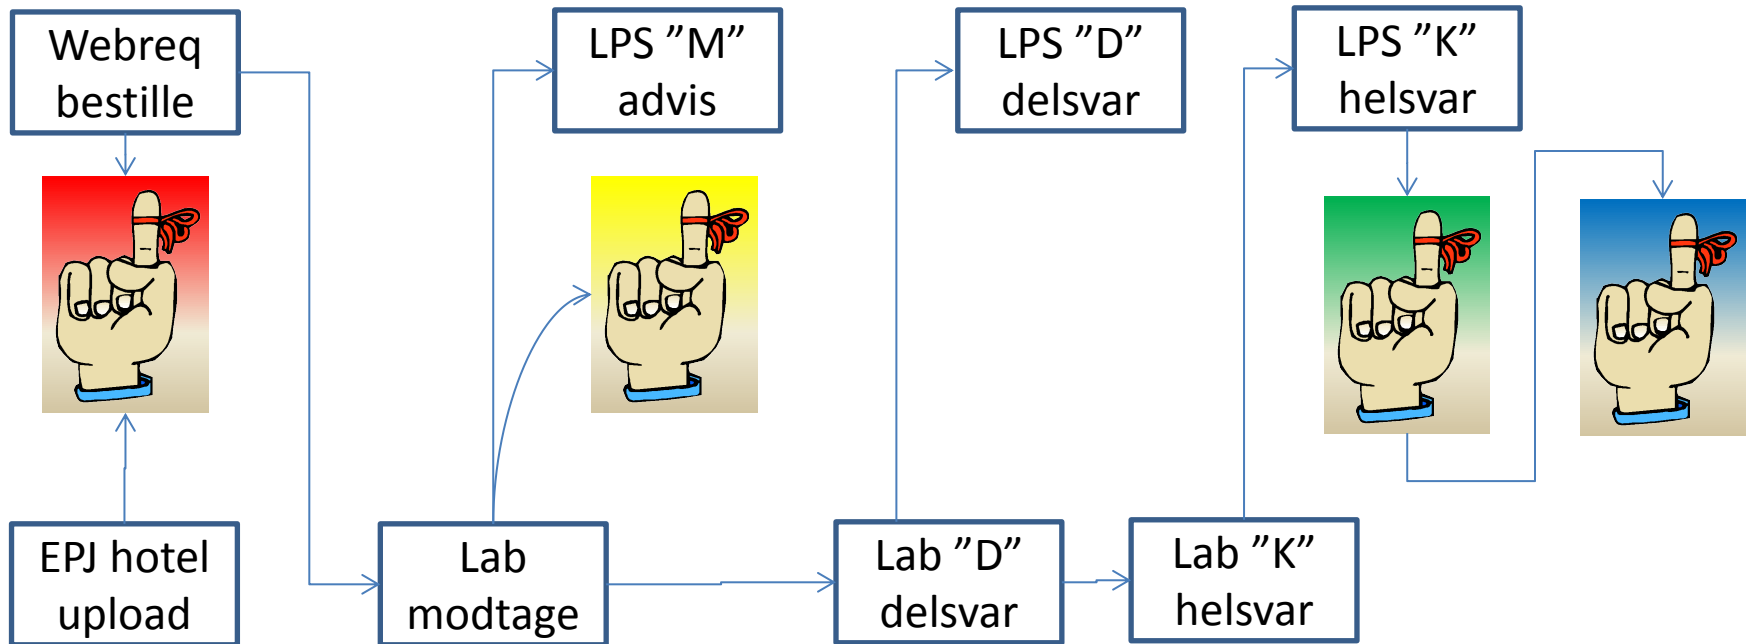 Webreq
bestille
LPS ”M”
advis
LPS ”D”
delsvar
LPS ”K”
helsvar
EPJ hotel
upload
Lab
modtage
Lab ”D”
delsvar
Lab ”K”
helsvar